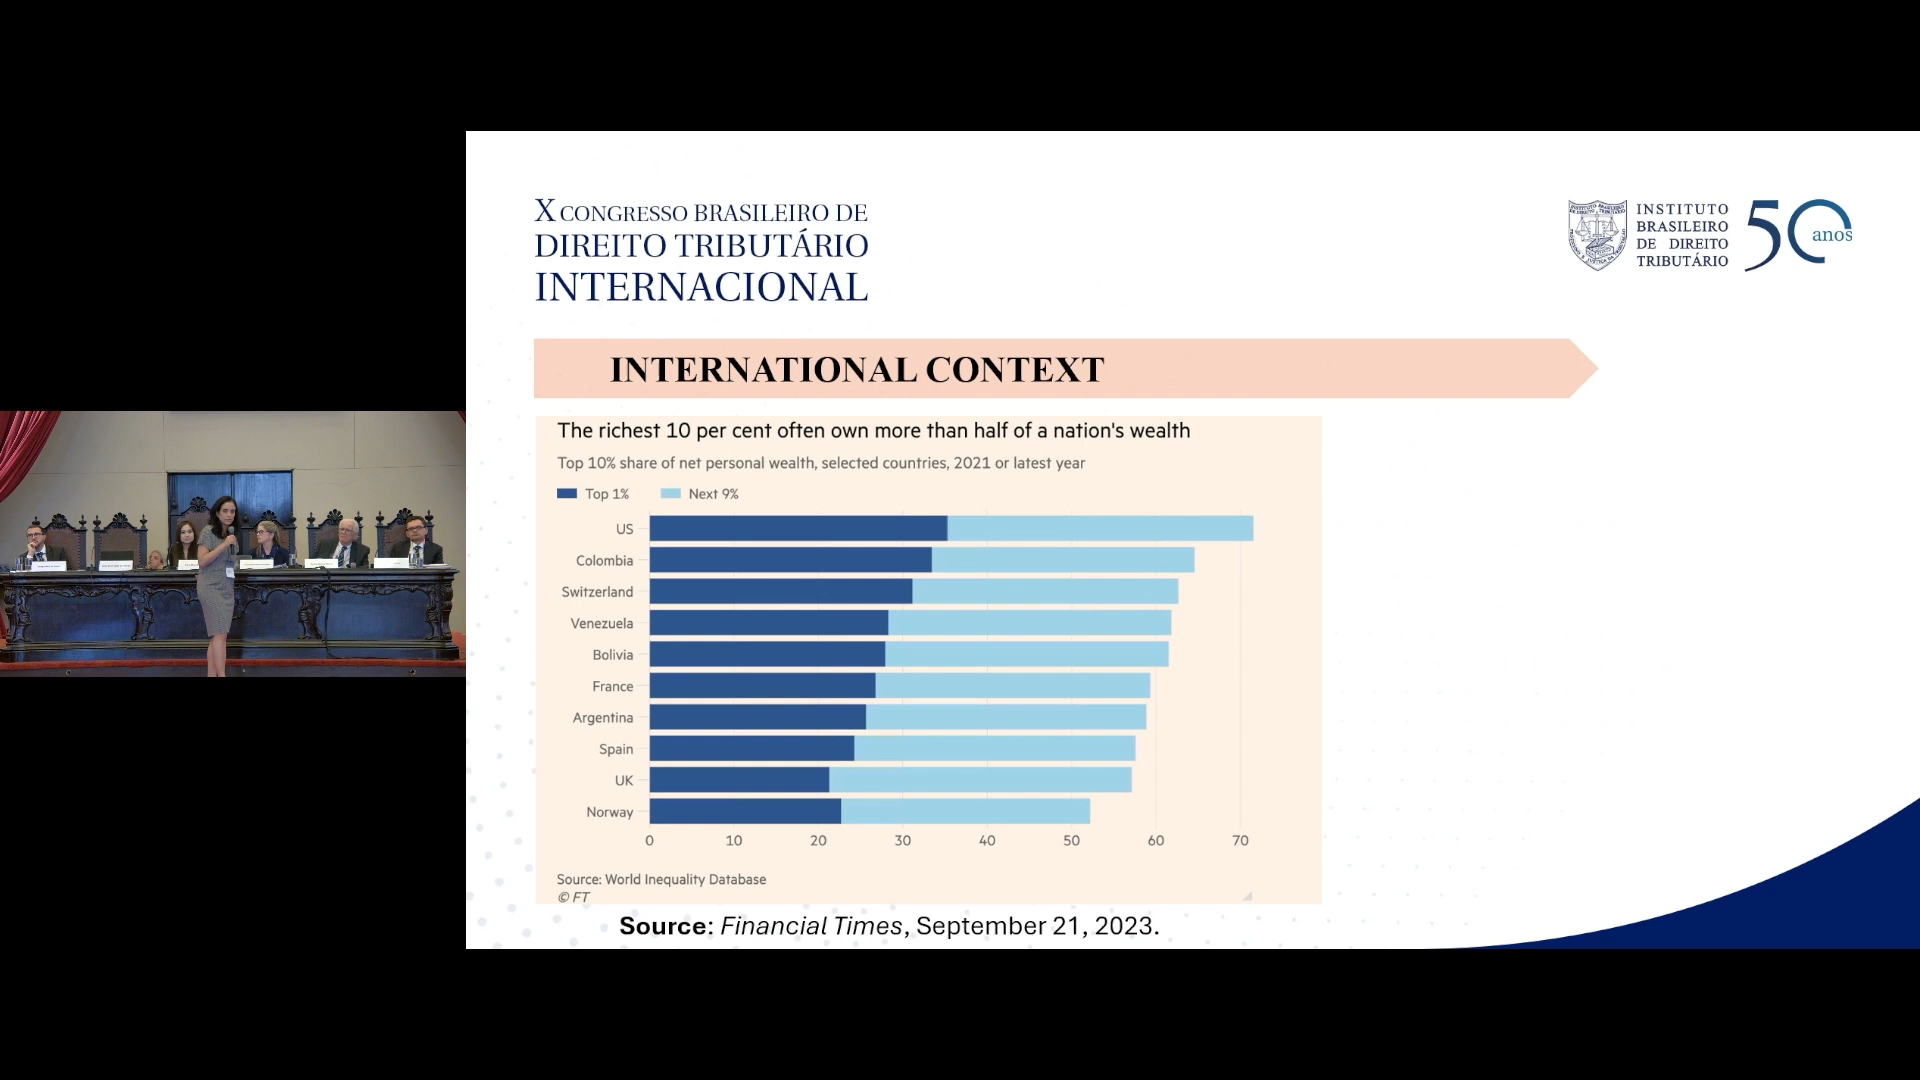 X CONGRESSO BRASILEIRO DE
DIREITO TRIBUTÁRIO
INTERNACIONAL
INSTITUTO
BRASILEIRO
DE DIREITO
TRIBUTÁRIO
50 anos
INTERNATIONAL CONTEXT
The richest 10 per cent often own more than half of a nation's wealth
Top 10% share of net personal wealth, selected countries, 2021 or latest year
Top 1% Next 9%
US
Colombia
Switzerland
Venezuela
Bolivia
France
Argentina
Spain
UK
Norway
0 10 20 30 40 50 60 70
Source: World Inequality Database
© FT
Source: Financial Times, September 21, 2023.